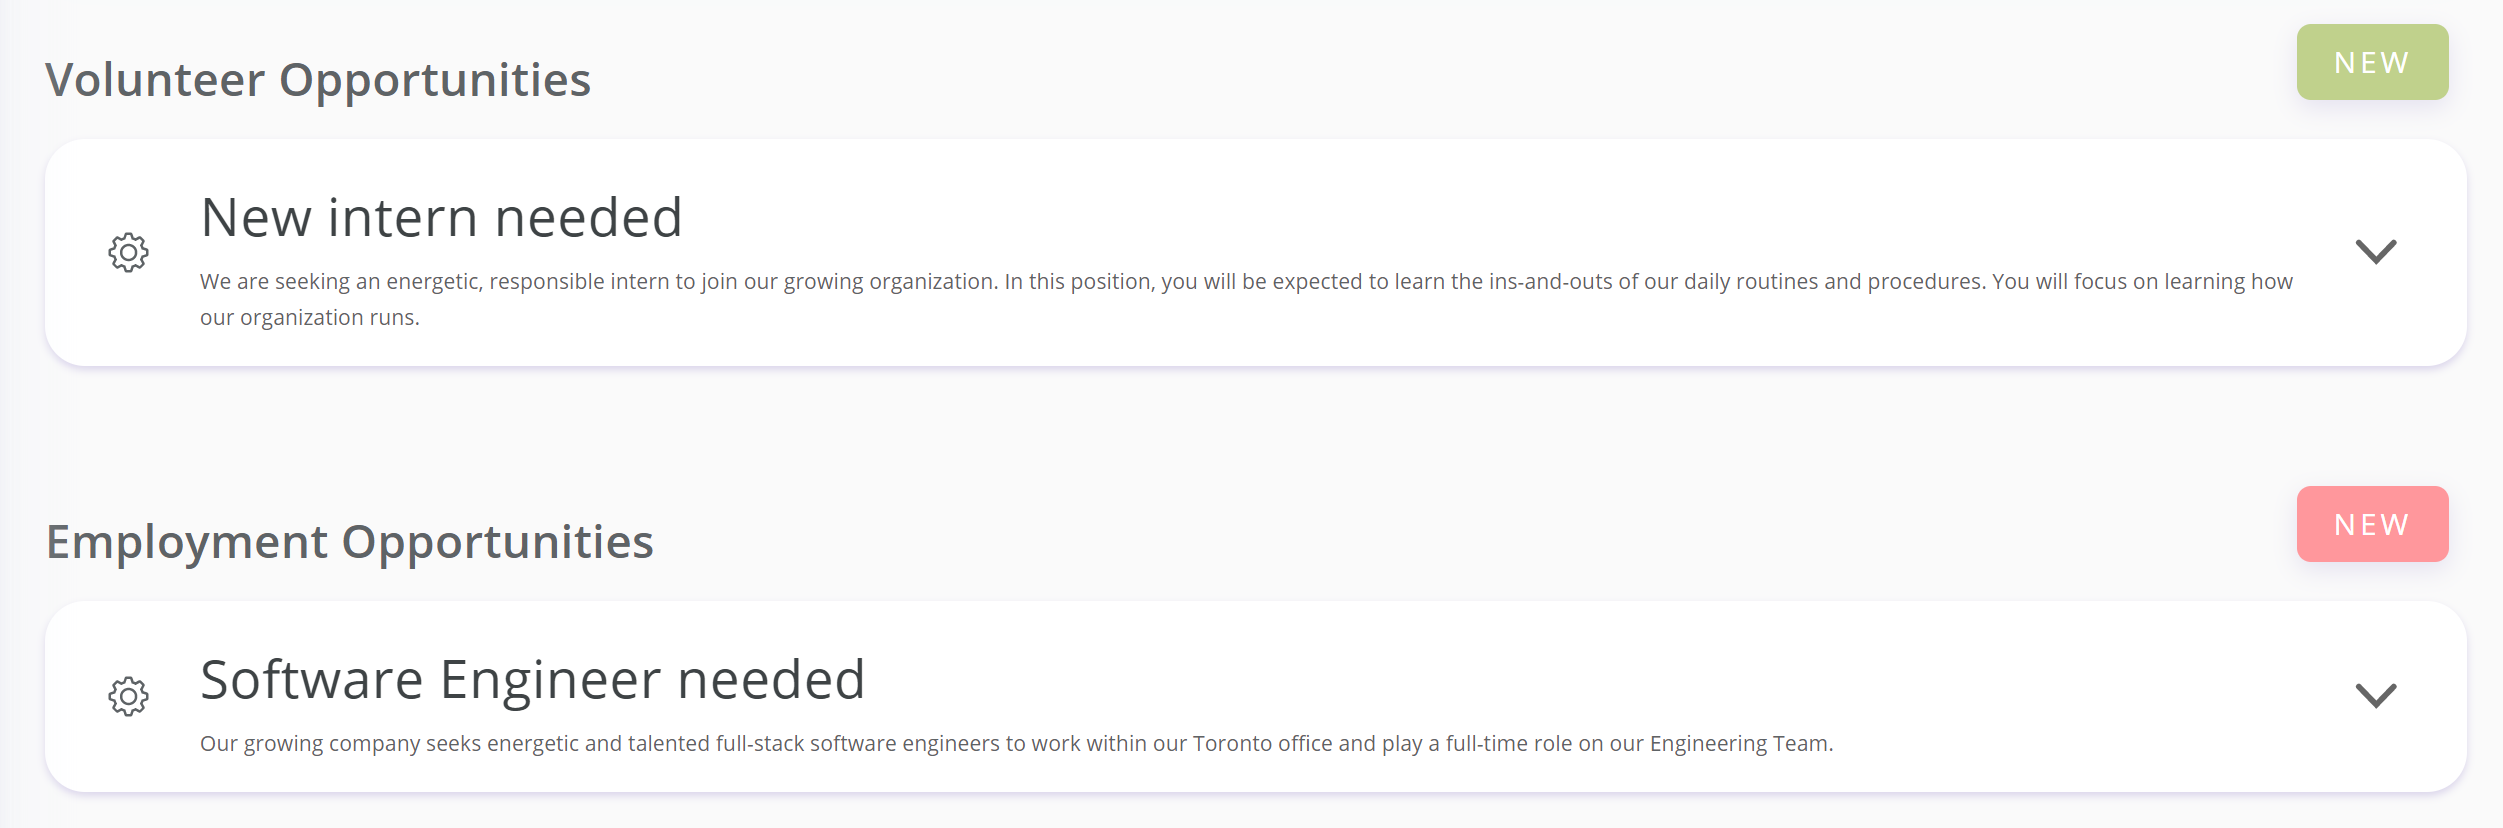 NEW
Volunteer Opportunities
New intern needed
We are seeking an energetic, responsible intern to join our growing organization. In this position, you will be expected to learn the ins-and-outs of our daily routines and procedures. You will focus on learning how
our organization runs.
NEW
Employment Opportunities
Software Engineer needed
Our growing company seeks energetic and talented full-stack software engineers to work within our Toronto office and play a full-time role on our Engineering Team.